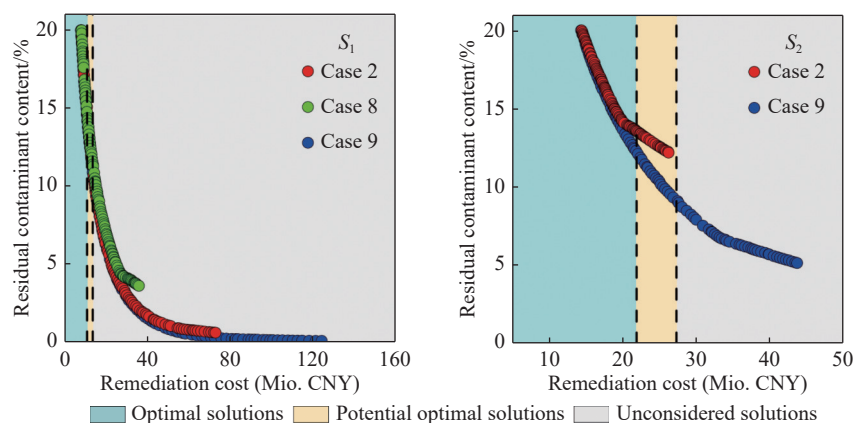 Residual contaminant content/%
20
15
10
5
0
S1
Case 2
Case 8
Case 9
0 40 80 120 160
Remediation cost (Mio. CNY)
Residual contaminant content/%
20
15
10
5
0
S2
Case 2
Case 9
10 20 30 40 50
Remediation cost (Mio. CNY)
Optimal solutions Potential optimal solutions Unconsidered solutions